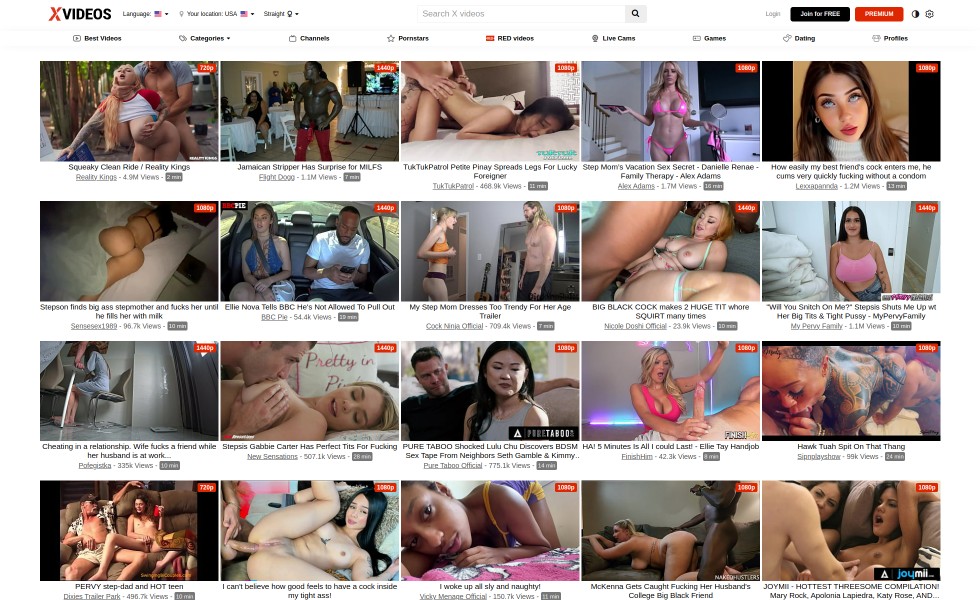 XVIDEOS
Language:
Your location: USA
Straight
Search X videos
Login
Join for FREE
PREMIUM
Best Videos
Categories
Channels
Pornstars
RED videos
Live Cams
Games
Dating
Profiles
720p
1440p
1080p
1080p
1080p
REALITY KINGS
Squeaky Clean Ride / Reality Kings
Reality Kings - 4.9M Views - 2 min
Jamaican Stripper Has Surprise for MILFS
Flight Dogg - 1.1M Views - 7 min
TukTukPatrol Petite Pinay Spreads Legs For Lucky
Foreigner
TukTukPatrol - 468.9k Views - 11 min
Step Mom's Vacation Sex Secret - Danielle Renae -
Family Therapy - Alex Adams
Alex Adams - 1.7M Views - 16 min
How easily my best friend's cock enters me, he
cums very quickly fucking without a condom
Lexxapannda - 1.2M Views - 13 min
1080p
BBCPIE
1440p
1080p
1440p
1440p
Stepson finds big ass stepmother and fucks her until
he fills her with milk
Sensesex1989 - 96.7k Views - 10 min
Ellie Nova Tells BBC He's Not Allowed To Pull Out
BBC Pie - 54.4k Views - 19 min
My Step Mom Dresses Too Trendy For Her Age
Trailer
Cock Ninja Official - 709.4k Views - 7 min
BIG BLACK COCK makes 2 HUGE TIT whore
SQUIRT many times
Nicole Doshi Official - 23.9k Views - 10 min
"Will You Snitch On Me?" Stepsis Shuts Me Up wt
Her Big Tits & Tight Pussy - MyPervyFamily
My Pervy Family - 1.1M Views - 10 min
1440p
1440p
1080p
1080p
1080p
Pretty in
PURETABOO
FINISH
Cheating in a relationship. Wife fucks a friend while
her husband is at work...
Pofegistka - 335k Views - 10 min
Stepsis Gabbie Carter Has Perfect Tits For Fucking
New Sensations - 507.1k Views - 28 min
PURE TABOO Shocked Lulu Chu Discovers BDSM
Sex Tape From Neighbors Seth Gamble & Kimmy..
Pure Taboo Official - 775.1k Views - 14 min
HA! 5 Minutes Is All I could Last! - Ellie Tay Handjob
FinishHim - 42.3k Views - 8 min
Hawk Tuah Spit On That Thang
Sipnplayshow - 99k Views - 24 min
720p
1080p
1080p
1080p
1080p
NAKEDHUSTLERS
joymii
PERVY step-dad and HOT teen
Dixies Trailer Park - 496.7k Views - 10 min
I can't believe how good feels to have a cock inside
my tight ass!
I woke up all sly and naughty!
Vicky Menage Official - 150.7k Views - 11 min
McKenna Gets Caught Fucking Her Husband's
College Big Black Friend
JOYMII - HOTTEST THREESOME COMPILATION!
Mary Rock, Apolonia Lapiedra, Katy Rose, AND...